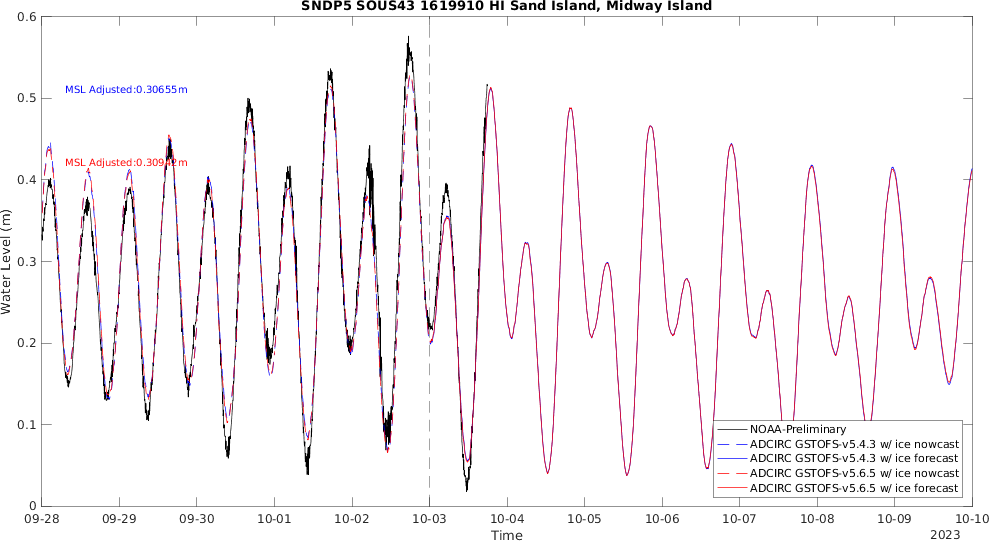 SNDP5 SOUS43 1619910 HI Sand Island, Midway Island
0.6
0.5
0.4
0.3
0.2
0.1
0
Water Level (m)
MSL Adjusted:0.30655m
MSL Adjusted:0.30942m
NOAA-Preliminary
ADCIRC GSTOFS-v5.4.3 w/ ice nowcast
ADCIRC GSTOFS-v5.4.3 w/ ice forecast
ADCIRC GSTOFS-v5.6.5 w/ ice nowcast
ADCIRC GSTOFS-v5.6.5 w/ ice forecast
09-28 09-29 09-30 10-01 10-02 10-03 10-04 10-05 10-06 10-07 10-08 10-09 10-10
Time
2023